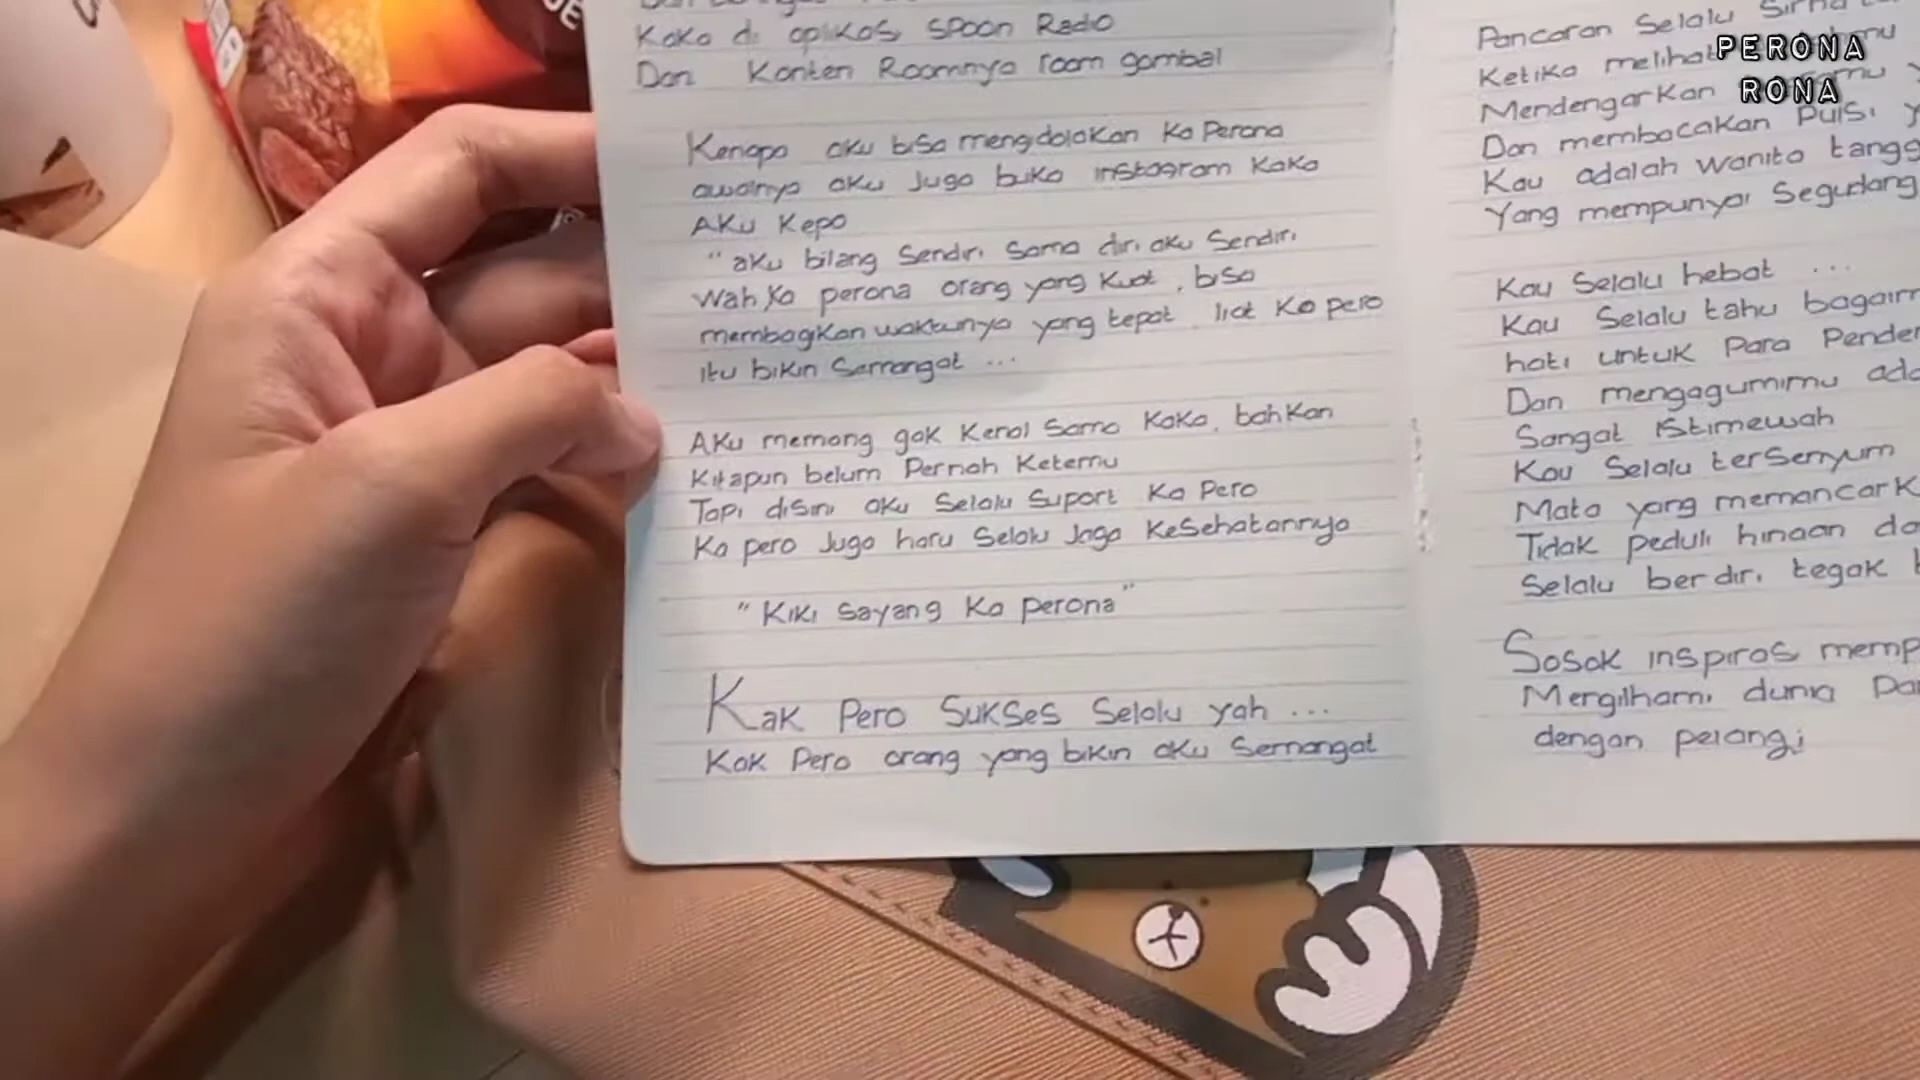 Kaka di aplikasi spoon Radio
Dan Konten Roomnya room gombal
Kenapa aku bisa mengdolakan Ka Perona
awalnya aku Juga buka instagram Kaka
AKu Kepo
"aku bilang Sendiri Sama diri aku Sendiri
Wah Ka perona orang yang Kuat, bisa
membagikan waktunya yang tepat liat Ka pero
itu bikin Semangat ...
AKu memang gak Kenal Sama Kaka, bahkan
Kitapun belum Pernah Ketemu
Tapi disini aku Selalu Suport Ka Pero
Ka pero Juga haru Selalu Jaga Kesehatannya
"Kiki Sayang Ka perona"
Kak Pero Sukses Selalu yah ...
Kak Pero orang yang bikin aku Semangat
Pancaran Selalu
Ketika melihat
Mendengarkan
Dan membacakan Puisi
Kau adalah wanita
Yang mempunyai Segudang
Kau Selalu hebat ...
Kau Selalu tahu
hati untuk Para
Dan mengagumimu
Sangat istimewah
Kau Selalu tersenyum
Mata yang
Tidak peduli hinaan
Selalu berdiri tegak
Sosok inspirasi
Mengilhami dunia
dengan pelangi
PERONA
RONA